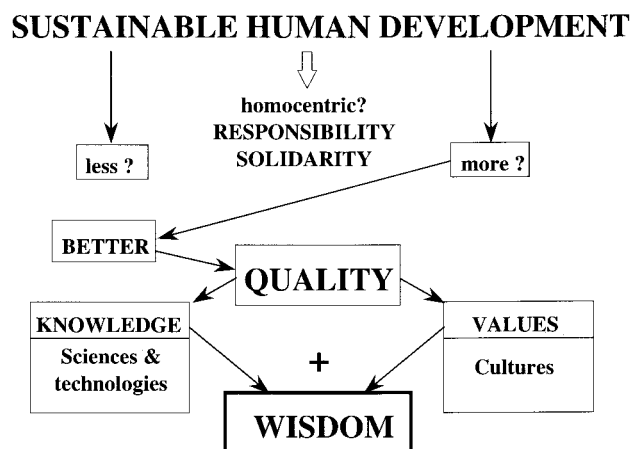 SUSTAINABLE HUMAN DEVELOPMENT
homocentric?
RESPONSIBILITY
SOLIDARITY
less ?
more ?
BETTER
QUALITY
KNOWLEDGE
Sciences &
technologies
+
VALUES
Cultures
WISDOM